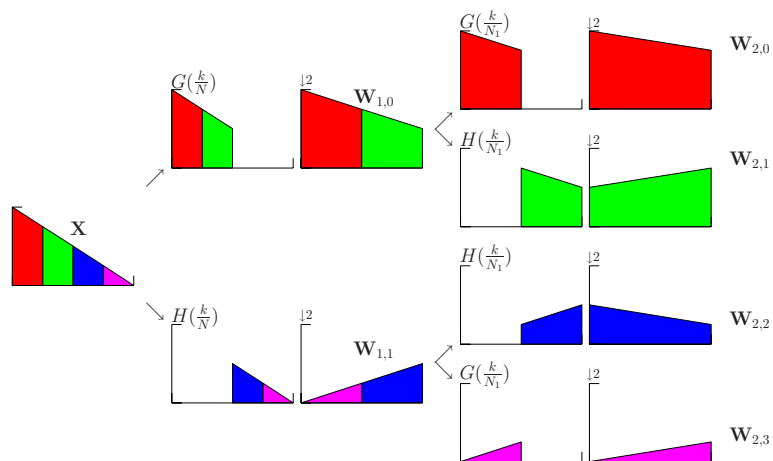 G(k/N₁) ↓2 W₂,₀
G(k/N) ↓2 W₁,₀
H(k/N₁) ↓2 W₂,₁
X
H(k/N₁) ↓2 W₂,₂
H(k/N) ↓2 W₁,₁
G(k/N₁) ↓2 W₂,₃